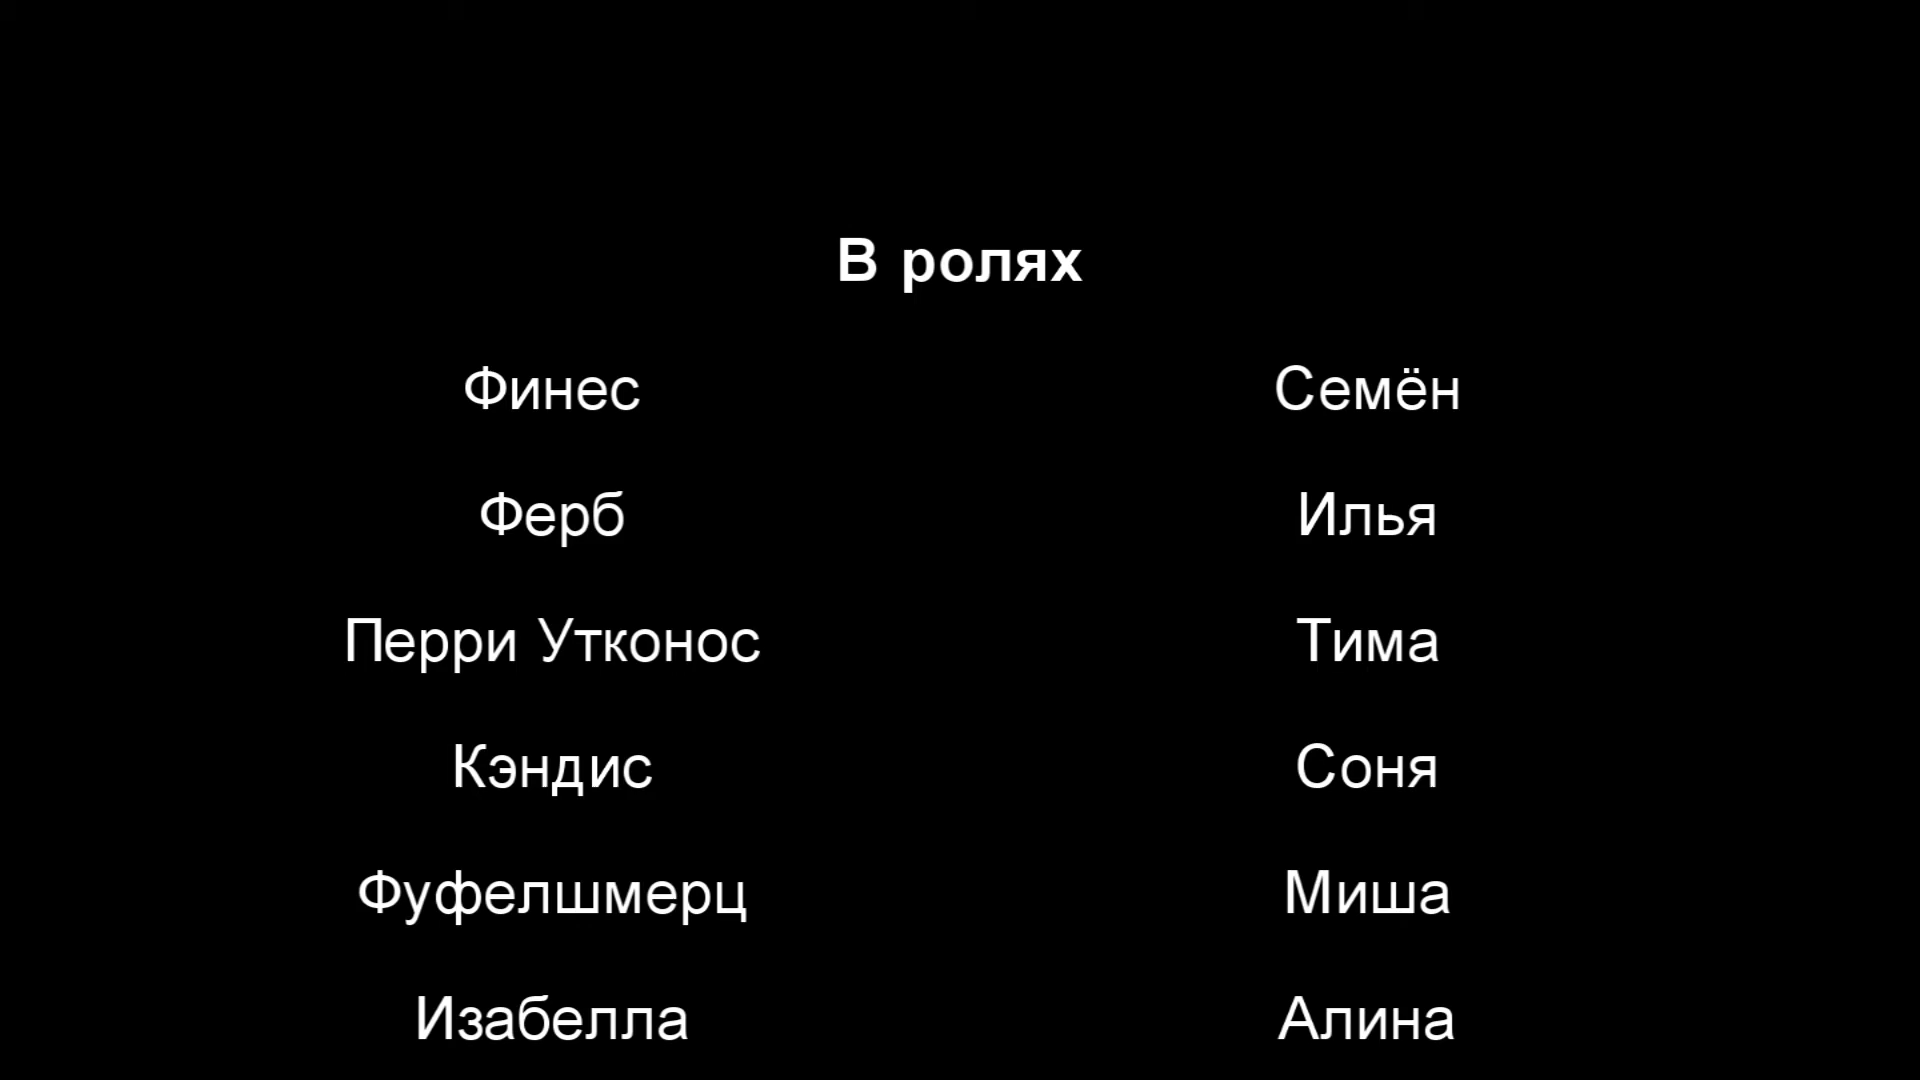 В ролях
Финес Семён
Ферб Илья
Перри Утконос Тима
Кэндис Соня
Фуфелшмерц Миша
Изабелла Алина